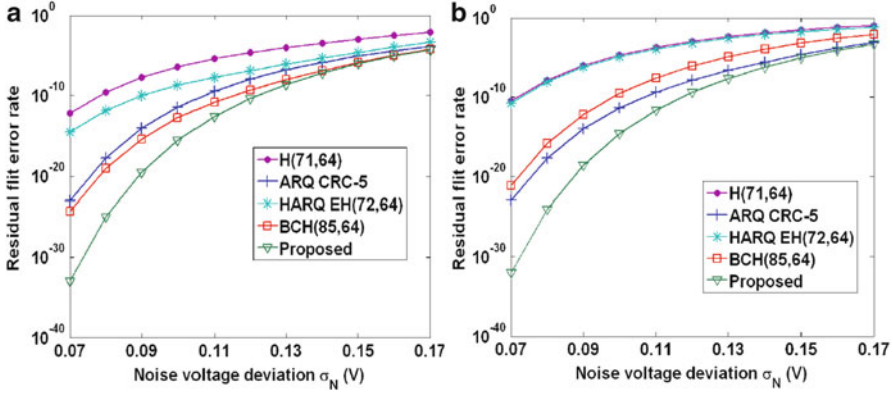 a
Residual flit error rate
10^0
10^-10
10^-20
10^-30
10^-40
H(71,64)
ARQ CRC-5
HARQ EH(72,64)
BCH(85,64)
Proposed
0.07 0.09 0.11 0.13 0.15 0.17
Noise voltage deviation σ_N (V)
b
Residual flit error rate
10^0
10^-10
10^-20
10^-30
10^-40
H(71,64)
ARQ CRC-5
HARQ EH(72,64)
BCH(85,64)
Proposed
0.07 0.09 0.11 0.13 0.15 0.17
Noise voltage deviation σ_N (V)